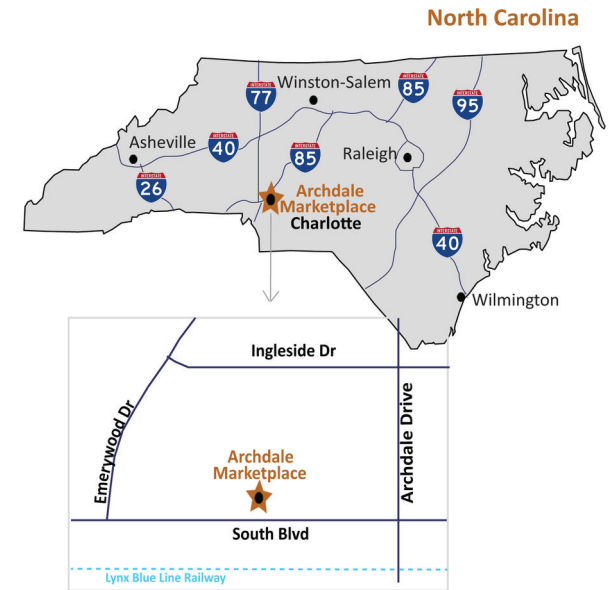 North Carolina
INTERSTATE
77
Winston-Salem
INTERSTATE
85
INTERSTATE
95
Asheville
INTERSTATE
40
INTERSTATE
85
Raleigh
INTERSTATE
26
Archdale
Marketplace
Charlotte
INTERSTATE
40
Wilmington
Ingleside Dr
Emerywood Dr
Archdale Drive
Archdale
Marketplace
South Blvd
Lynx Blue Line Railway